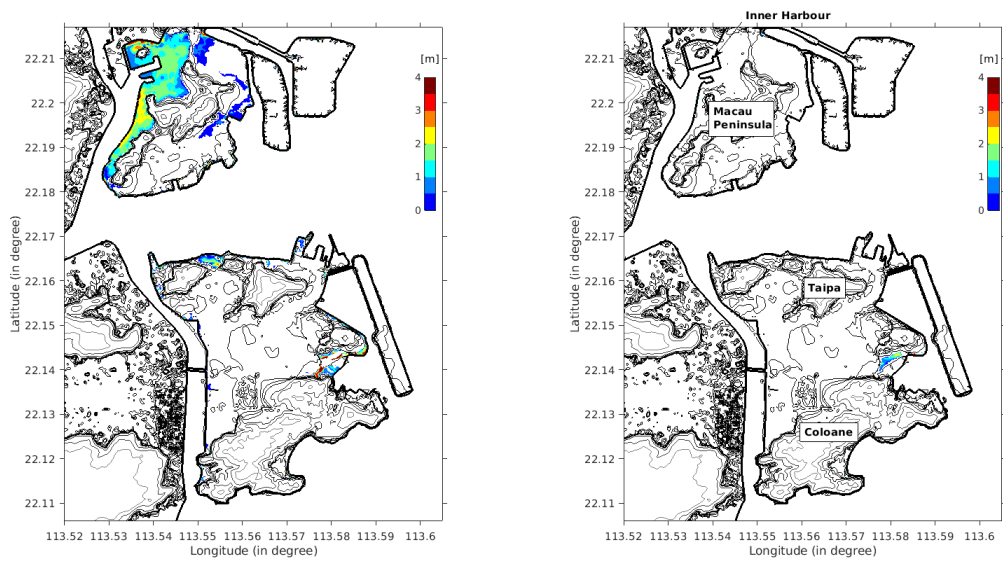 Inner Harbour
22.21
22.2
22.19
22.18
22.17
22.16
22.15
22.14
22.13
22.12
22.11
Latitude (in degree)
113.52 113.53 113.54 113.55 113.56 113.57 113.58 113.59 113.6
Longitude (in degree)
[m]
4
3
2
1
0
22.21
22.2
22.19
22.18
22.17
22.16
22.15
22.14
22.13
22.12
22.11
Latitude (in degree)
113.52 113.53 113.54 113.55 113.56 113.57 113.58 113.59 113.6
Longitude (in degree)
Macau
Peninsula
Taipa
Coloane
[m]
4
3
2
1
0